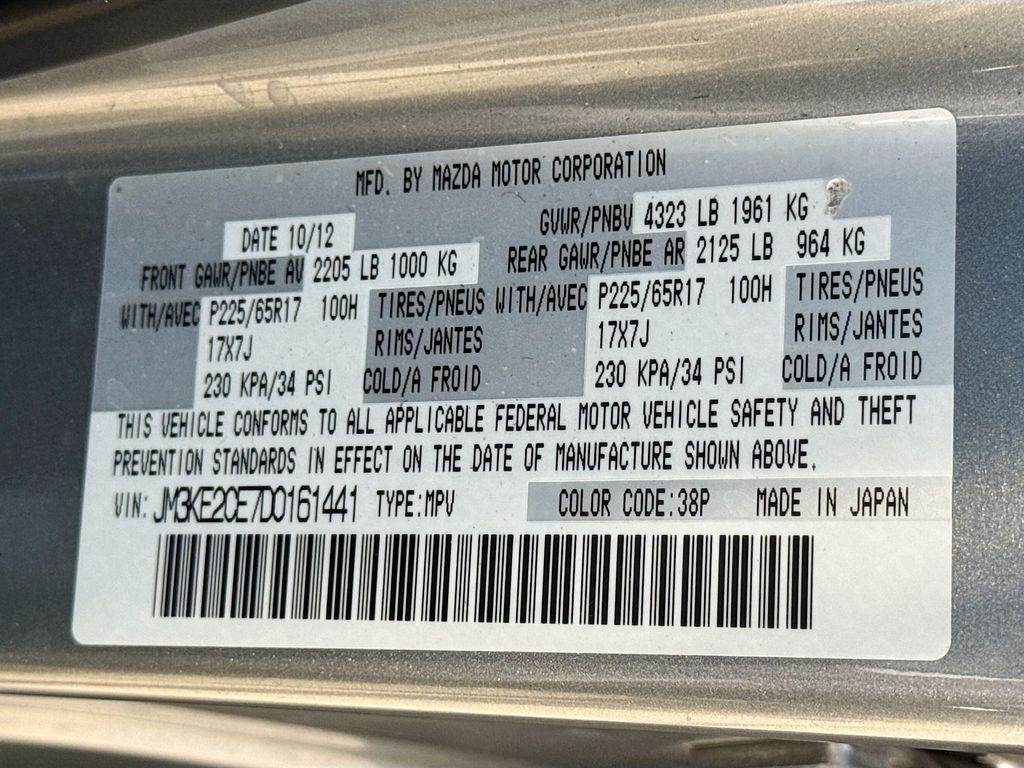 MFD. BY MAZDA MOTOR CORPORATION
DATE 10/12 GVWR/PNBV 4323 LB 1961 KG
FRONT GAWR/PNBE AV 2205 LB 1000 KG REAR GAWR/PNBE AR 2125 LB 964 KG
WITH/AVEC P225/65R17 100H TIRES/PNEUS WITH/AVEC P225/65R17 100H TIRES/PNEUS
17X7J RIMS/JANTES 17X7J RIMS/JANTES
230 KPA/34 PSI COLD/A FROID 230 KPA/34 PSI COLD/A FROID
THIS VEHICLE CONFORMS TO ALL APPLICABLE FEDERAL MOTOR VEHICLE SAFETY AND THEFT
PREVENTION STANDARDS IN EFFECT ON THE DATE OF MANUFACTURE SHOWN ABOVE.
VIN: JM3KE2CE7D0161441 TYPE:MPV COLOR CODE:38P MADE IN JAPAN